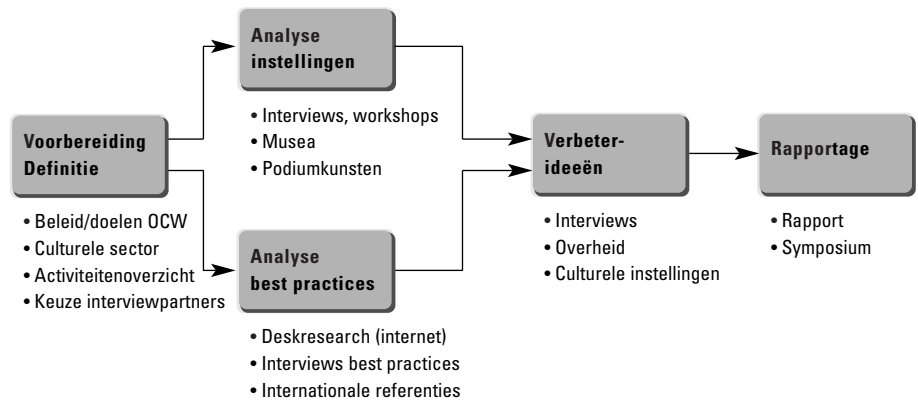 Voorbereiding
Definitie
• Beleid/doelen OCW
• Culturele sector
• Activiteitenoverzicht
• Keuze interviewpartners
Analyse
instellingen
• Interviews, workshops
• Musea
• Podiumkunsten
Analyse
best practices
• Deskresearch (internet)
• Interviews best practices
• Internationale referenties
Verbeter-
ideeën
• Interviews
• Overheid
• Culturele instellingen
Rapportage
• Rapport
• Symposium